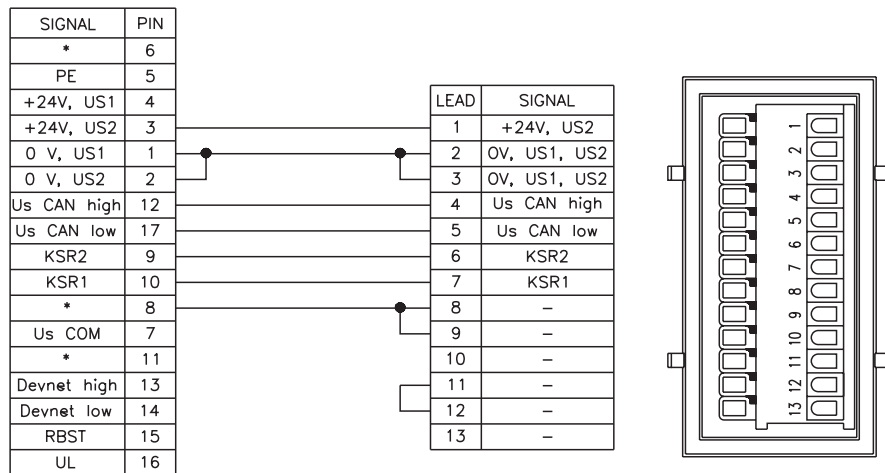 SIGNAL PIN
* 6
PE 5
+24V, US1 4
+24V, US2 3
0 V, US1 1
0 V, US2 2
Us CAN high 12
Us CAN low 17
KSR2 9
KSR1 10
* 8
Us COM 7
* 11
Devnet high 13
Devnet low 14
RBST 15
UL 16
LEAD SIGNAL
1 +24V, US2
2 0V, US1, US2
3 0V, US1, US2
4 Us CAN high
5 Us CAN low
6 KSR2
7 KSR1
8 –
9 –
10 –
11 –
12 –
13 –
1
2
3
4
5
6
7
8
9
10
11
12
13